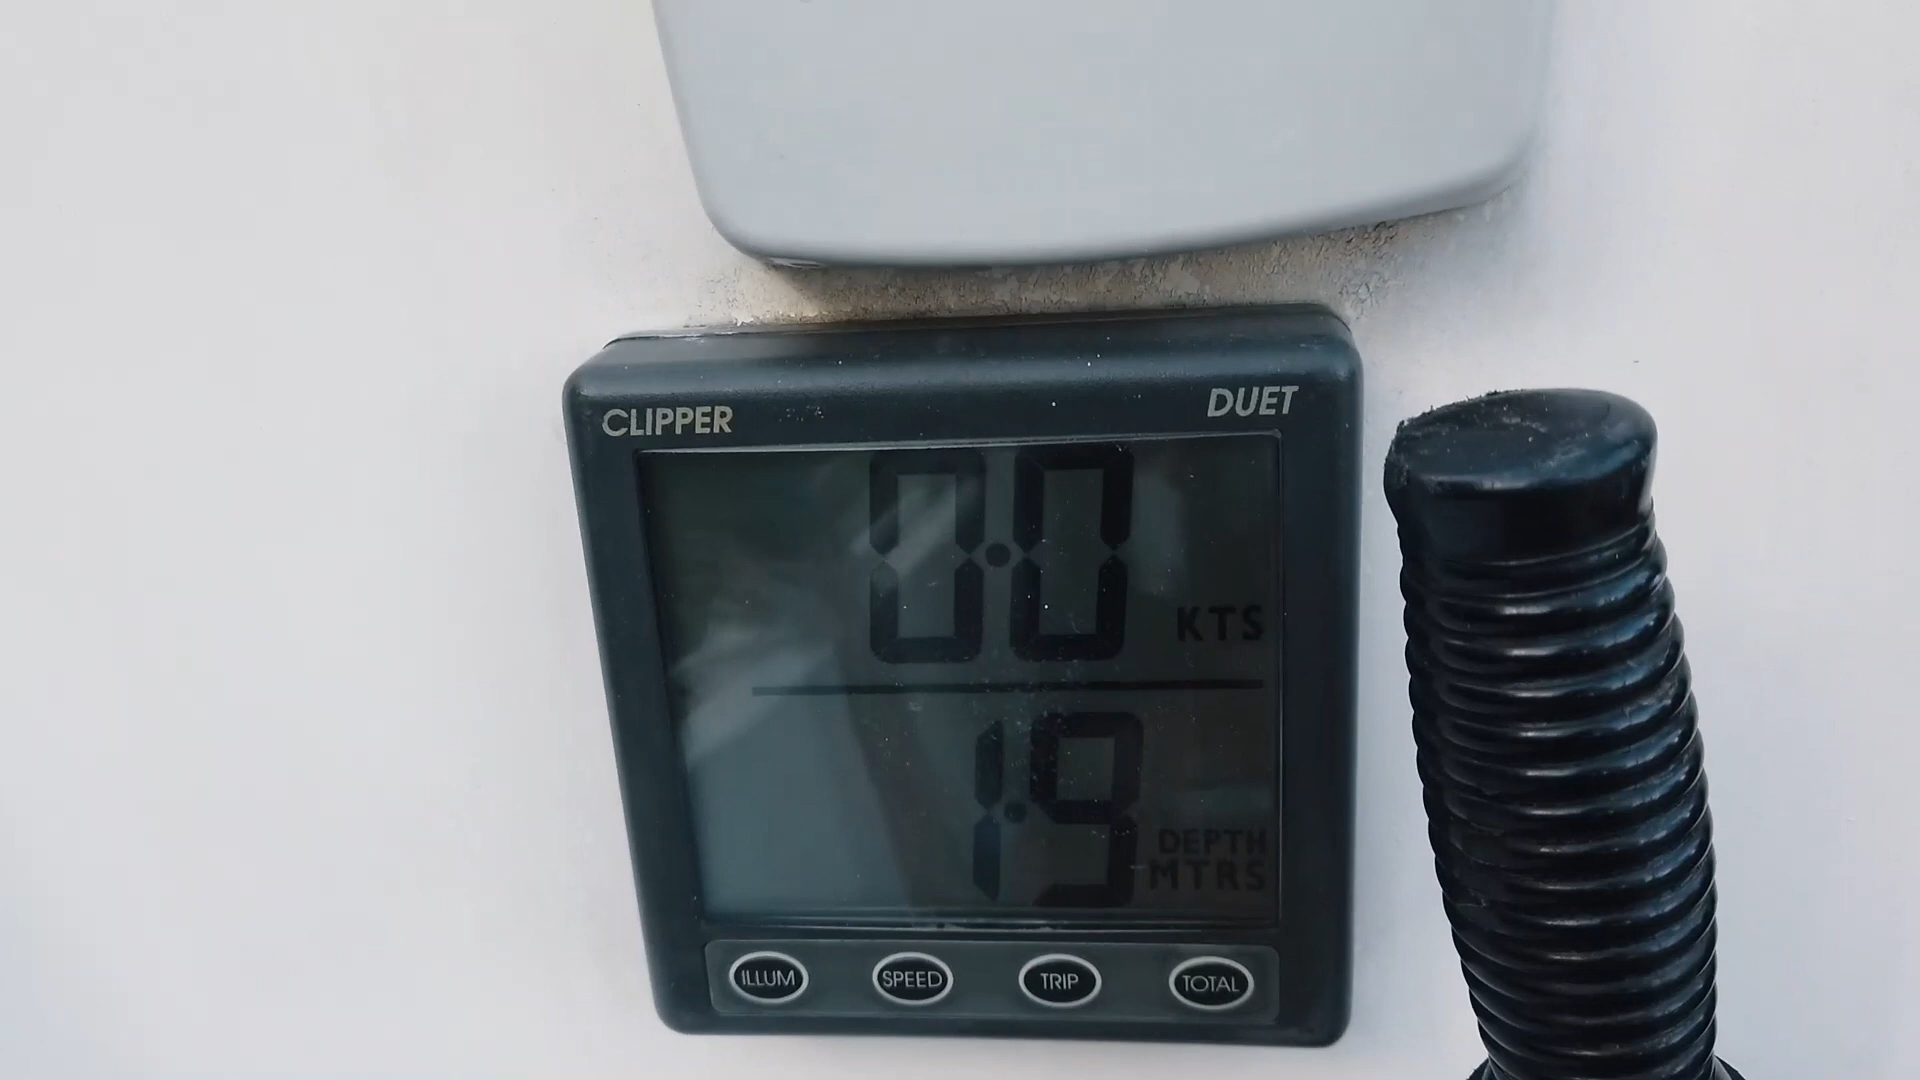 CLIPPER
DUET
0.0
KTS
1.9
DEPTH
MTRS
ILLUM
SPEED
TRIP
TOTAL